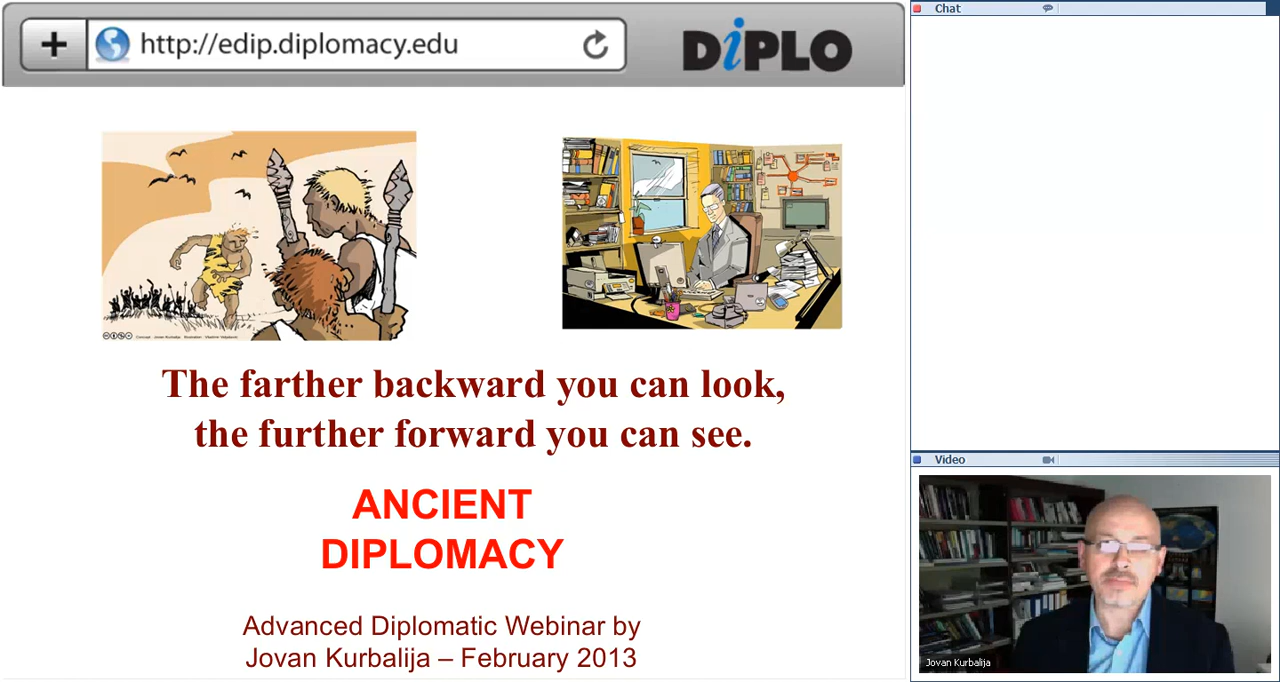 http://edip.diplomacy.edu
DiPLO
The farther backward you can look,
the further forward you can see.
ANCIENT
DIPLOMACY
Advanced Diplomatic Webinar by
Jovan Kurbalija – February 2013
Chat
Video
Jovan Kurbalija